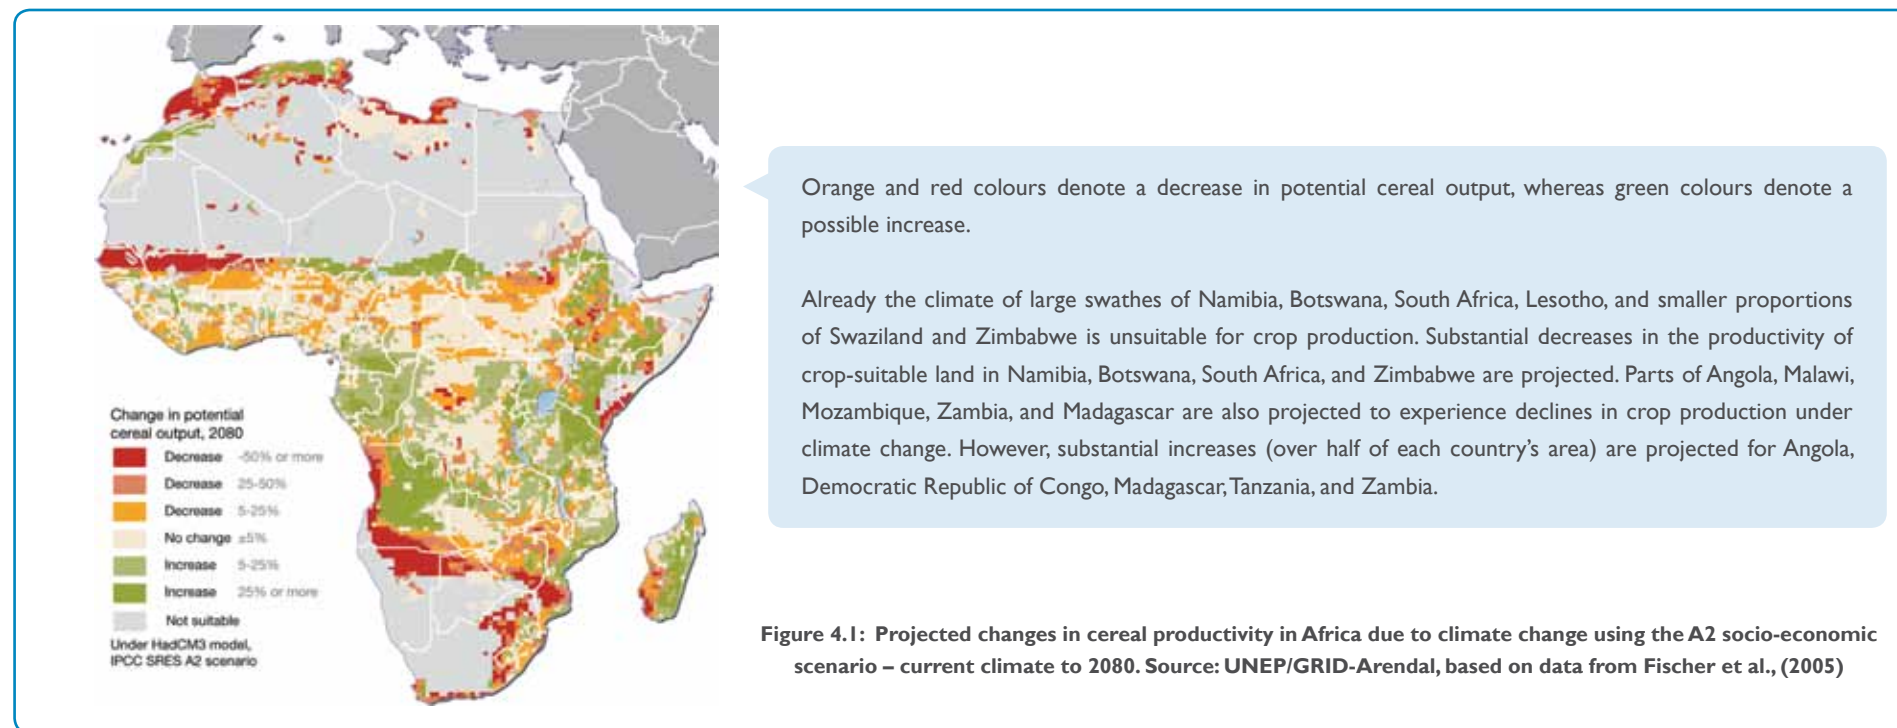 Change in potential
cereal output, 2080
Decrease -50% or more
Decrease 25-50%
Decrease 5-25%
No change ±5%
Increase 5-25%
Increase 25% or more
Not suitable
Under HadCM3 model,
IPCC SRES A2 scenario
Orange and red colours denote a decrease in potential cereal output, whereas green colours denote a
possible increase.
Already the climate of large swathes of Namibia, Botswana, South Africa, Lesotho, and smaller proportions
of Swaziland and Zimbabwe is unsuitable for crop production. Substantial decreases in the productivity of
crop-suitable land in Namibia, Botswana, South Africa, and Zimbabwe are projected. Parts of Angola, Malawi,
Mozambique, Zambia, and Madagascar are also projected to experience declines in crop production under
climate change. However, substantial increases (over half of each country's area) are projected for Angola,
Democratic Republic of Congo, Madagascar, Tanzania, and Zambia.
Figure 4.1: Projected changes in cereal productivity in Africa due to climate change using the A2 socio-economic
scenario – current climate to 2080. Source: UNEP/GRID-Arendal, based on data from Fischer et al., (2005)